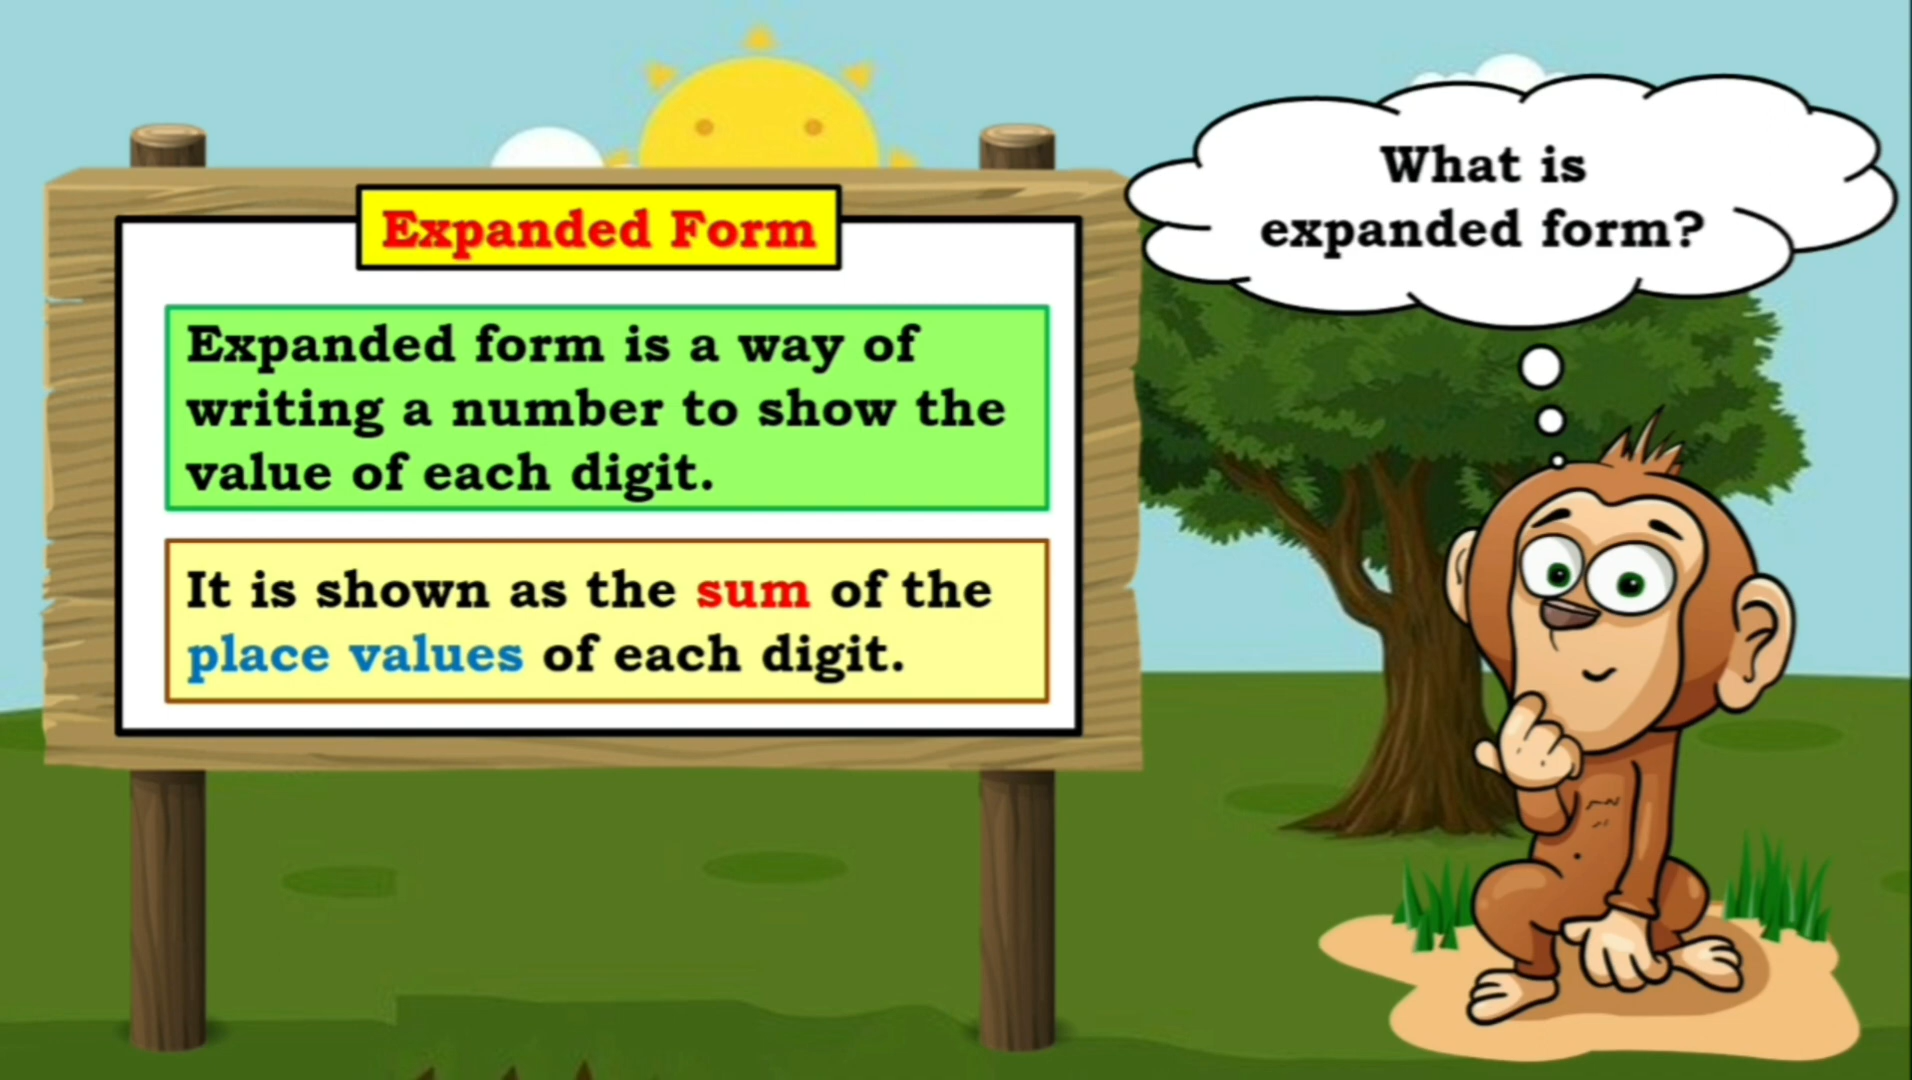 Expanded Form
Expanded form is a way of
writing a number to show the
value of each digit.
It is shown as the sum of the
place values of each digit.
What is
expanded form?